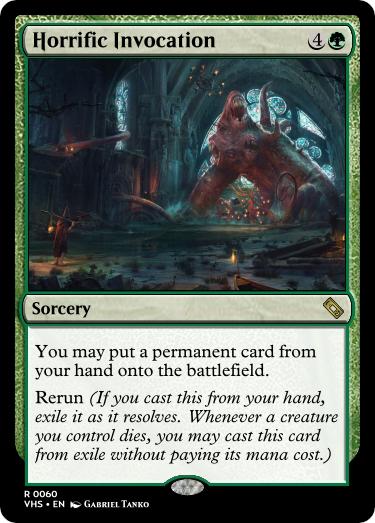 Horrific Invocation 4
Sorcery
You may put a permanent card from
your hand onto the battlefield.
Rerun (If you cast this from your hand,
exile it as it resolves. Whenever a creature
you control dies, you may cast this card
from exile without paying its mana cost.)
R 0060
VHS • EN Gabriel Tanko